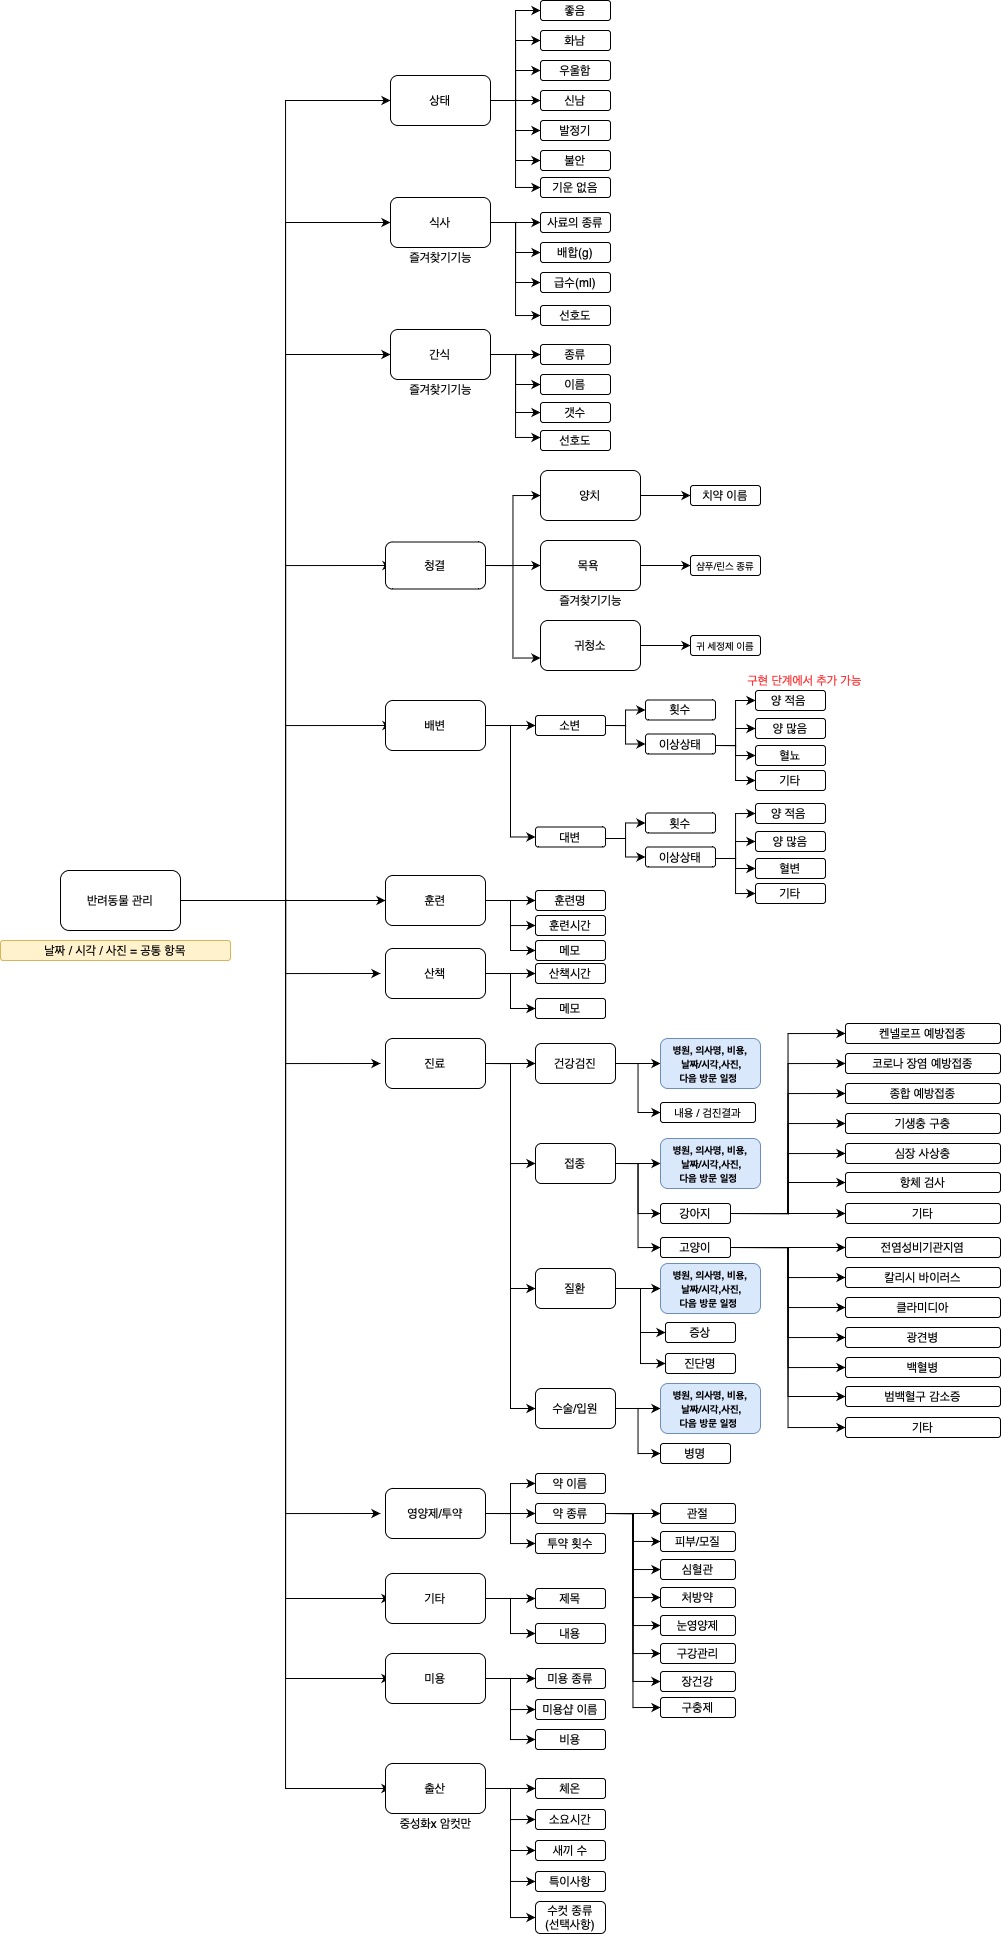 좋음
화남
우울함
상태
신남
발정기
불안
기운 없음
식사
즐겨찾기기능
사료의 종류
배합(g)
급수(ml)
선호도
간식
즐겨찾기기능
종류
이름
갯수
선호도
청결
양치
치약 이름
목욕
즐겨찾기기능
샴푸/린스 종류
귀청소
귀 세정제 이름
구현 단계에서 추가 가능
배변
소변
횟수
이상상태
양 적음
양 많음
혈뇨
기타
대변
횟수
이상상태
양 적음
양 많음
혈변
기타
반려동물 관리
날짜 / 시각 / 사진 = 공통 항목
훈련
훈련명
훈련시간
메모
산책
산책시간
메모
진료
건강검진
병원, 의사명, 비용,
날짜/시각,사진,
다음 방문 일정
내용 / 검진결과
접종
병원, 의사명, 비용,
날짜/시각,사진,
다음 방문 일정
강아지
켄넬로프 예방접종
코로나 장염 예방접종
종합 예방접종
기생충 구충
심장 사상충
항체 검사
기타
고양이
전염성비기관지염
칼리시 바이러스
클라미디아
광견병
백혈병
범백혈구 감소증
기타
질환
병원, 의사명, 비용,
날짜/시각,사진,
다음 방문 일정
증상
진단명
수술/입원
병원, 의사명, 비용,
날짜/시각,사진,
다음 방문 일정
병명
영양제/투약
약 이름
약 종류
투약 횟수
관절
피부/모질
심혈관
처방약
눈영양제
구강관리
장건강
구충제
기타
제목
내용
미용
미용 종류
미용샵 이름
비용
출산
중성화x 암컷만
체온
소요시간
새끼 수
특이사항
수컷 종류
(선택사항)